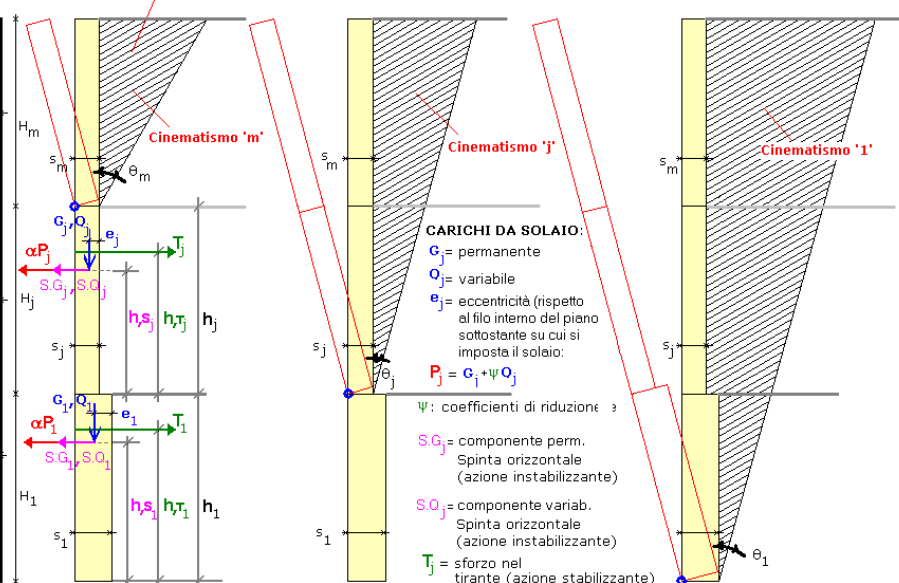 Hm
sm
θm
Cinematismo 'm'
Gj,Qj
ej
Tj
αPj
S.Gj, S.Qj
Hj
h,sj
h,Tj
hj
sj
G1,Q1
e1
T1
αP1
S.G1, S.Q1
H1
h,s1
h,T1
h1
s1
sm
Cinematismo 'j'
sj
θj
s1
CARICHI DA SOLAIO:
Gj= permanente
Qj= variabile
ej= eccentricità (rispetto
al filo interno del piano
sottostante su cui si
imposta il solaio:
Pj = Gj+ΨQj
Ψ: coefficienti di riduzione
S.Gj= componente perm.
Spinta orizzontale
(azione instabilizzante)
S.Qj= componente variab.
Spinta orizzontale
(azione instabilizzante)
Tj = sforzo nel
tirante (azione stabilizzante)
sm
Cinematismo '1'
sj
s1
θ1